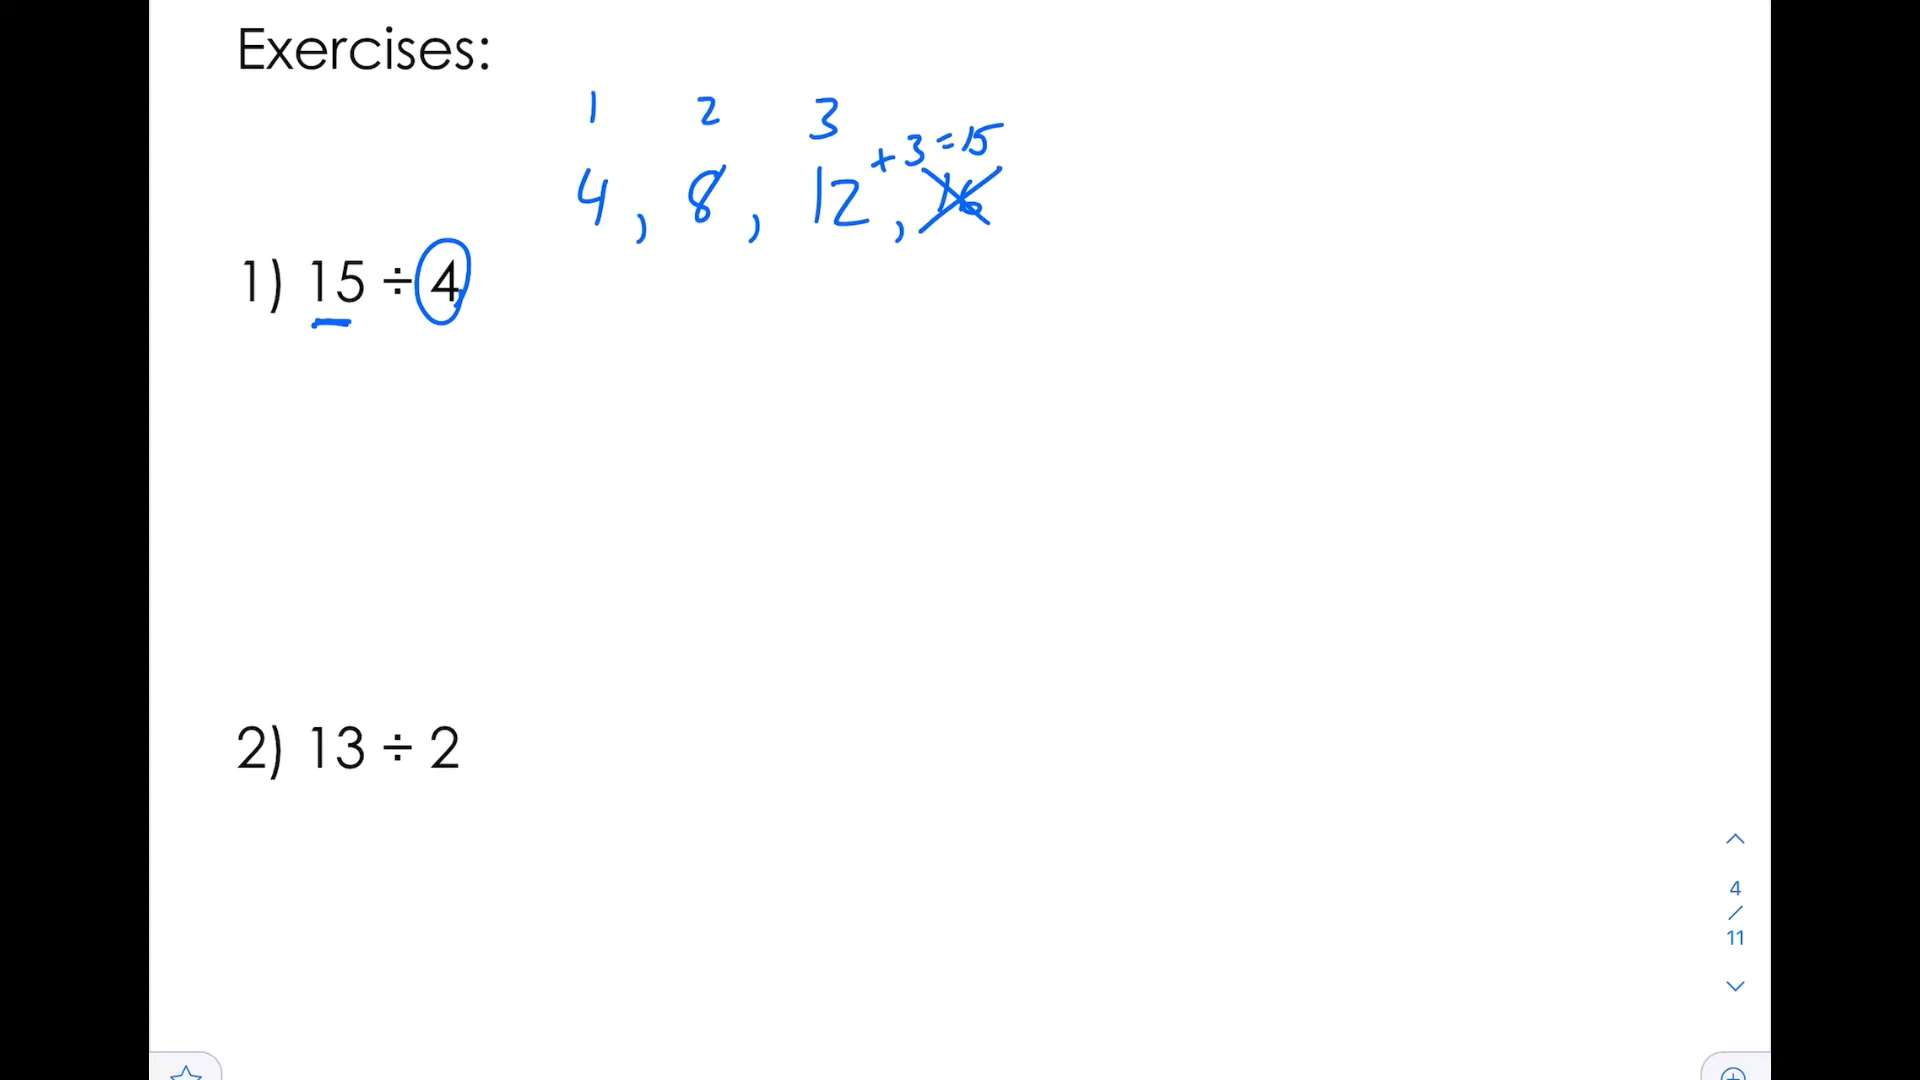 Exercises:
1 2 3
+ 3 = 15
4 , 8 , 12 , 16
1) 15 ÷ 4
2) 13 ÷ 2
4
/
11